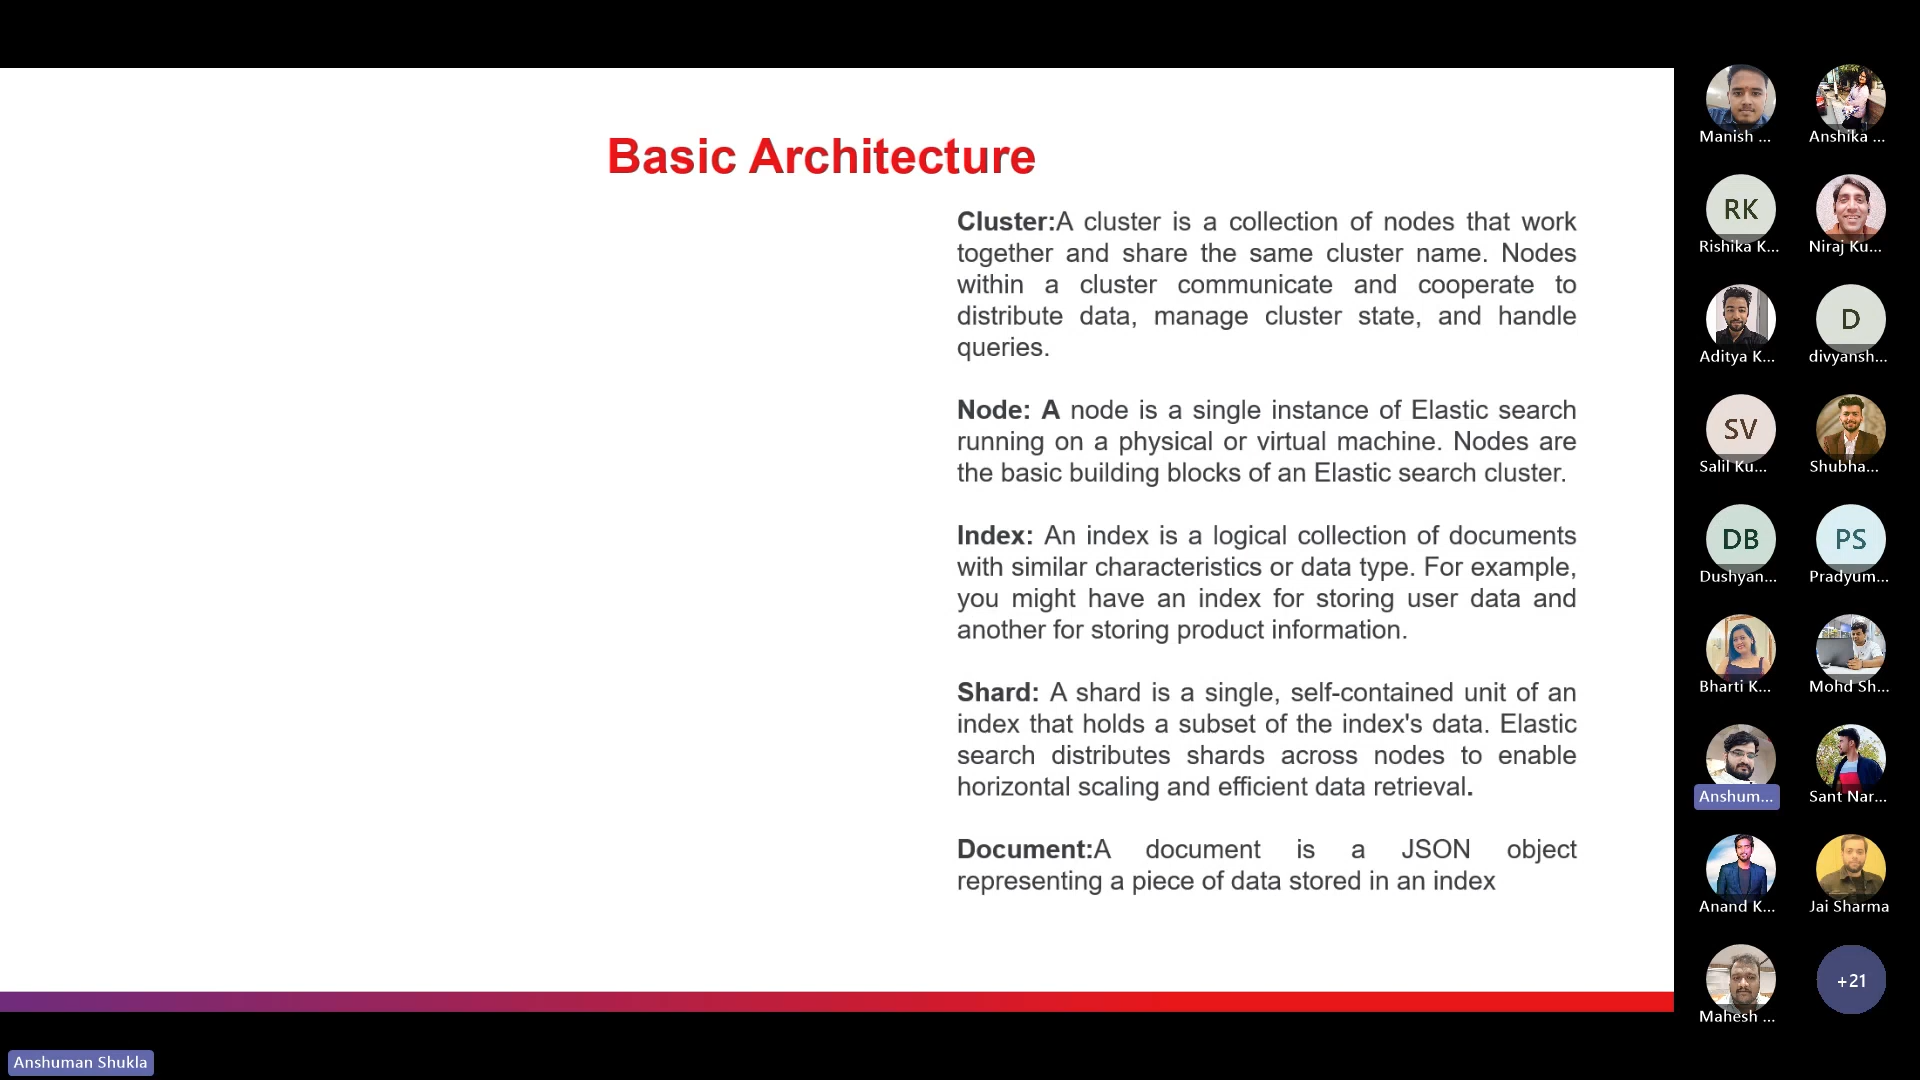 Basic Architecture
Cluster:A cluster is a collection of nodes that work
together and share the same cluster name. Nodes
within a cluster communicate and cooperate to
distribute data, manage cluster state, and handle
queries.
Node: A node is a single instance of Elastic search
running on a physical or virtual machine. Nodes are
the basic building blocks of an Elastic search cluster.
Index: An index is a logical collection of documents
with similar characteristics or data type. For example,
you might have an index for storing user data and
another for storing product information.
Shard: A shard is a single, self-contained unit of an
index that holds a subset of the index's data. Elastic
search distributes shards across nodes to enable
horizontal scaling and efficient data retrieval.
Document:A document is a JSON object
representing a piece of data stored in an index
Manish ...
Anshika ...
RK
Rishika K...
Niraj Ku...
Aditya K...
D
divyansh...
SV
Salil Ku...
Shubha...
DB
Dushyan...
PS
Pradyum...
Bharti K...
Mohd Sh...
Anshum...
Sant Nar...
Anand K...
Jai Sharma
Mahesh ...
+21
Anshuman Shukla